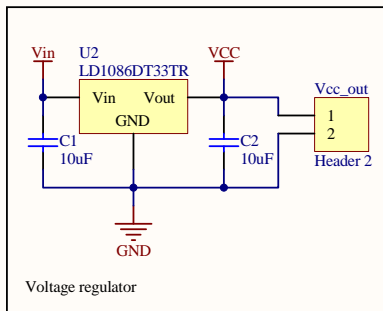 Vin
U2
LD1086DT33TR
VCC
Vin
Vout
GND
C1
10uF
C2
10uF
Vcc_out
1
2
Header 2
GND
Voltage regulator